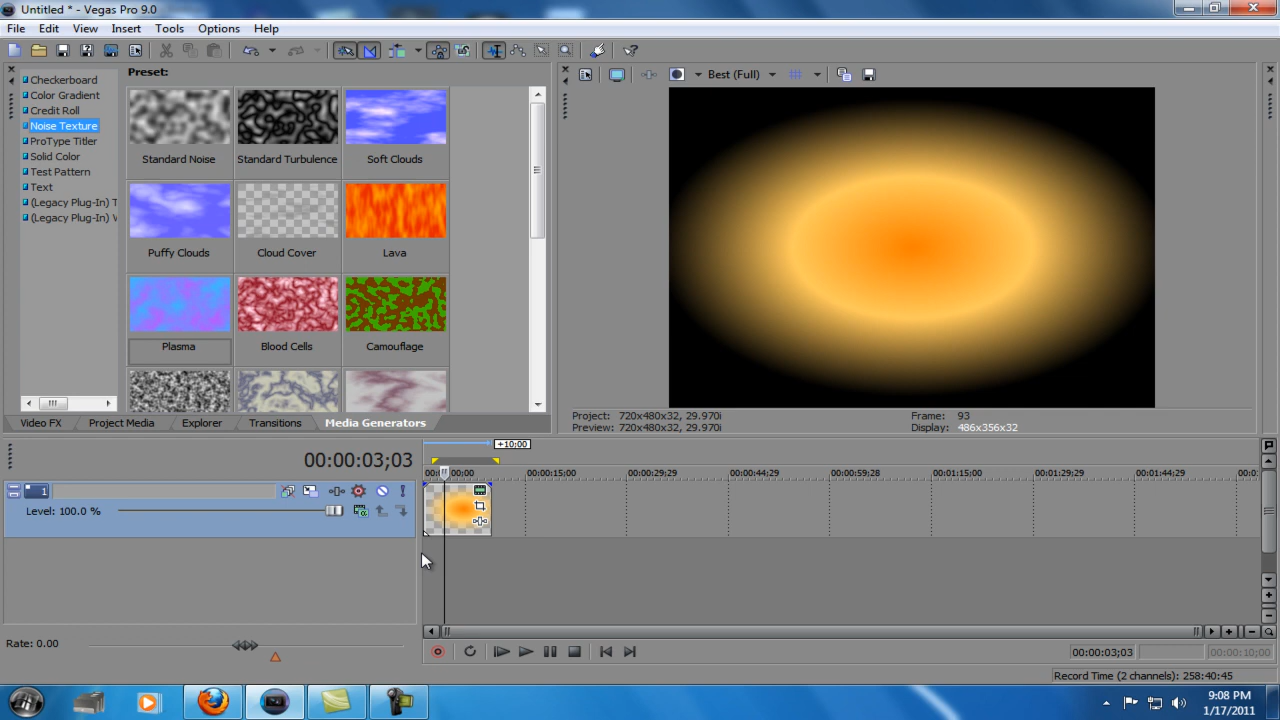 Untitled * - Vegas Pro 9.0
File Edit View Insert Tools Options Help
Checkerboard
Color Gradient
Credit Roll
Noise Texture
ProType Titler
Solid Color
Test Pattern
Text
(Legacy Plug-In) T
(Legacy Plug-In) V
Preset:
Standard Noise Standard Turbulence Soft Clouds
Puffy Clouds Cloud Cover Lava
Plasma Blood Cells Camouflage
Video FX Project Media Explorer Transitions Media Generators
Best (Full)
Project: 720x480x32, 29.970i Frame: 93
Preview: 720x480x32, 29.970i Display: 486x356x32
00:00:03;03
+10;00
00:00:15;00 00:00:29;29 00:00:44;29 00:00:59:28 00:01:15:00 00:01:29:29 00:01:44:29
1
Level: 100.0 %
Rate: 0.00
00:00:03;03 00:00:10;00
Record Time (2 channels): 258:40:45
9:08 PM
1/17/2011